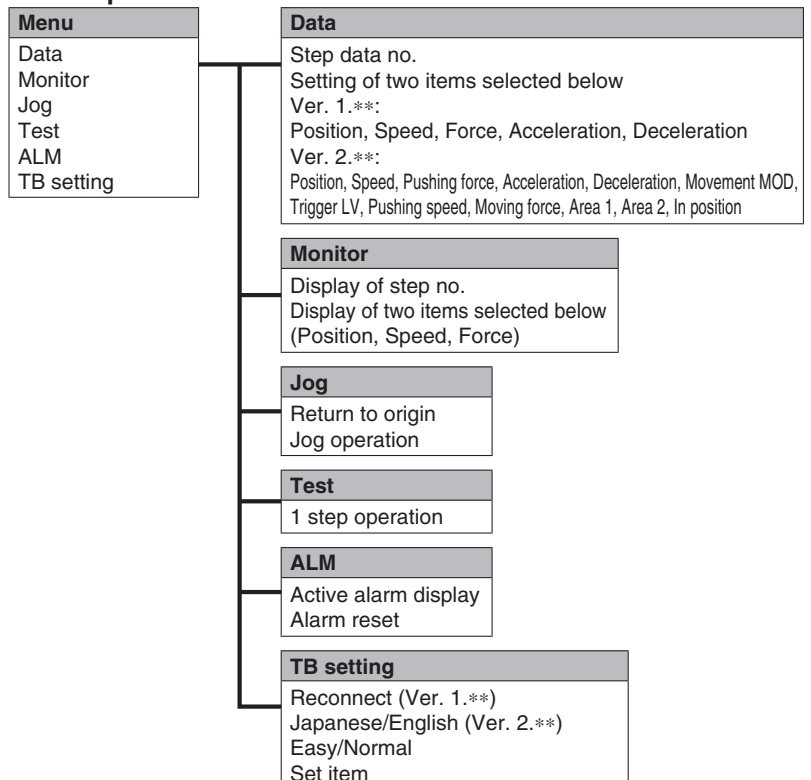 Menu
Data
Monitor
Jog
Test
ALM
TB setting
Data
Step data no.
Setting of two items selected below
Ver. 1.**:
Position, Speed, Force, Acceleration, Deceleration
Ver. 2.**:
Position, Speed, Pushing force, Acceleration, Deceleration, Movement MOD,
Trigger LV, Pushing speed, Moving force, Area 1, Area 2, In position
Monitor
Display of step no.
Display of two items selected below
(Position, Speed, Force)
Jog
Return to origin
Jog operation
Test
1 step operation
ALM
Active alarm display
Alarm reset
TB setting
Reconnect (Ver. 1.**)
Japanese/English (Ver. 2.**)
Easy/Normal
Set item